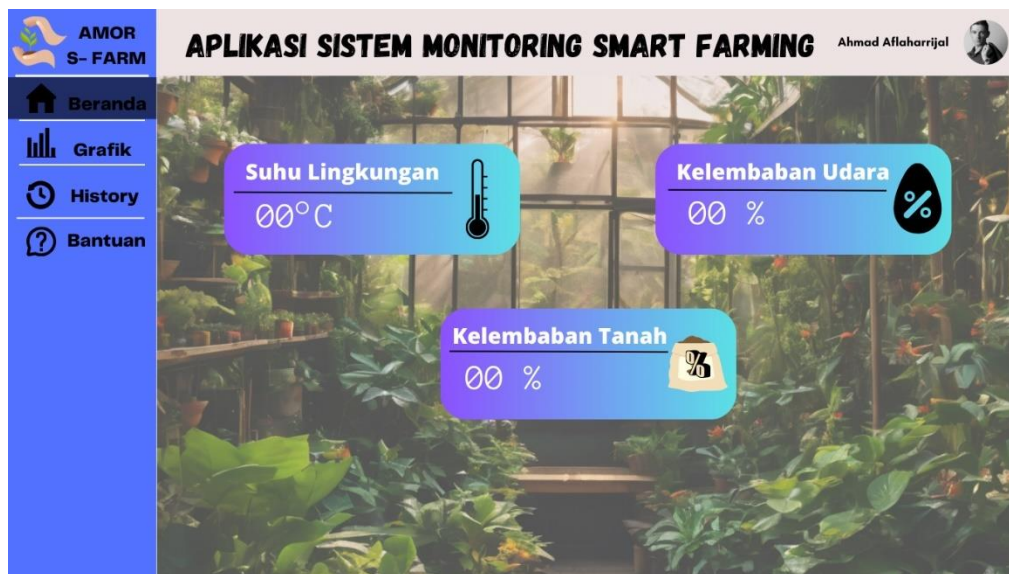 AMOR
S- FARM
APLIKASI SISTEM MONITORING SMART FARMING
Ahmad Aflaharrijal
Beranda
Grafik
History
Bantuan
Suhu Lingkungan
00°C
Kelembaban Udara
00 %
%
Kelembaban Tanah
00 %
%